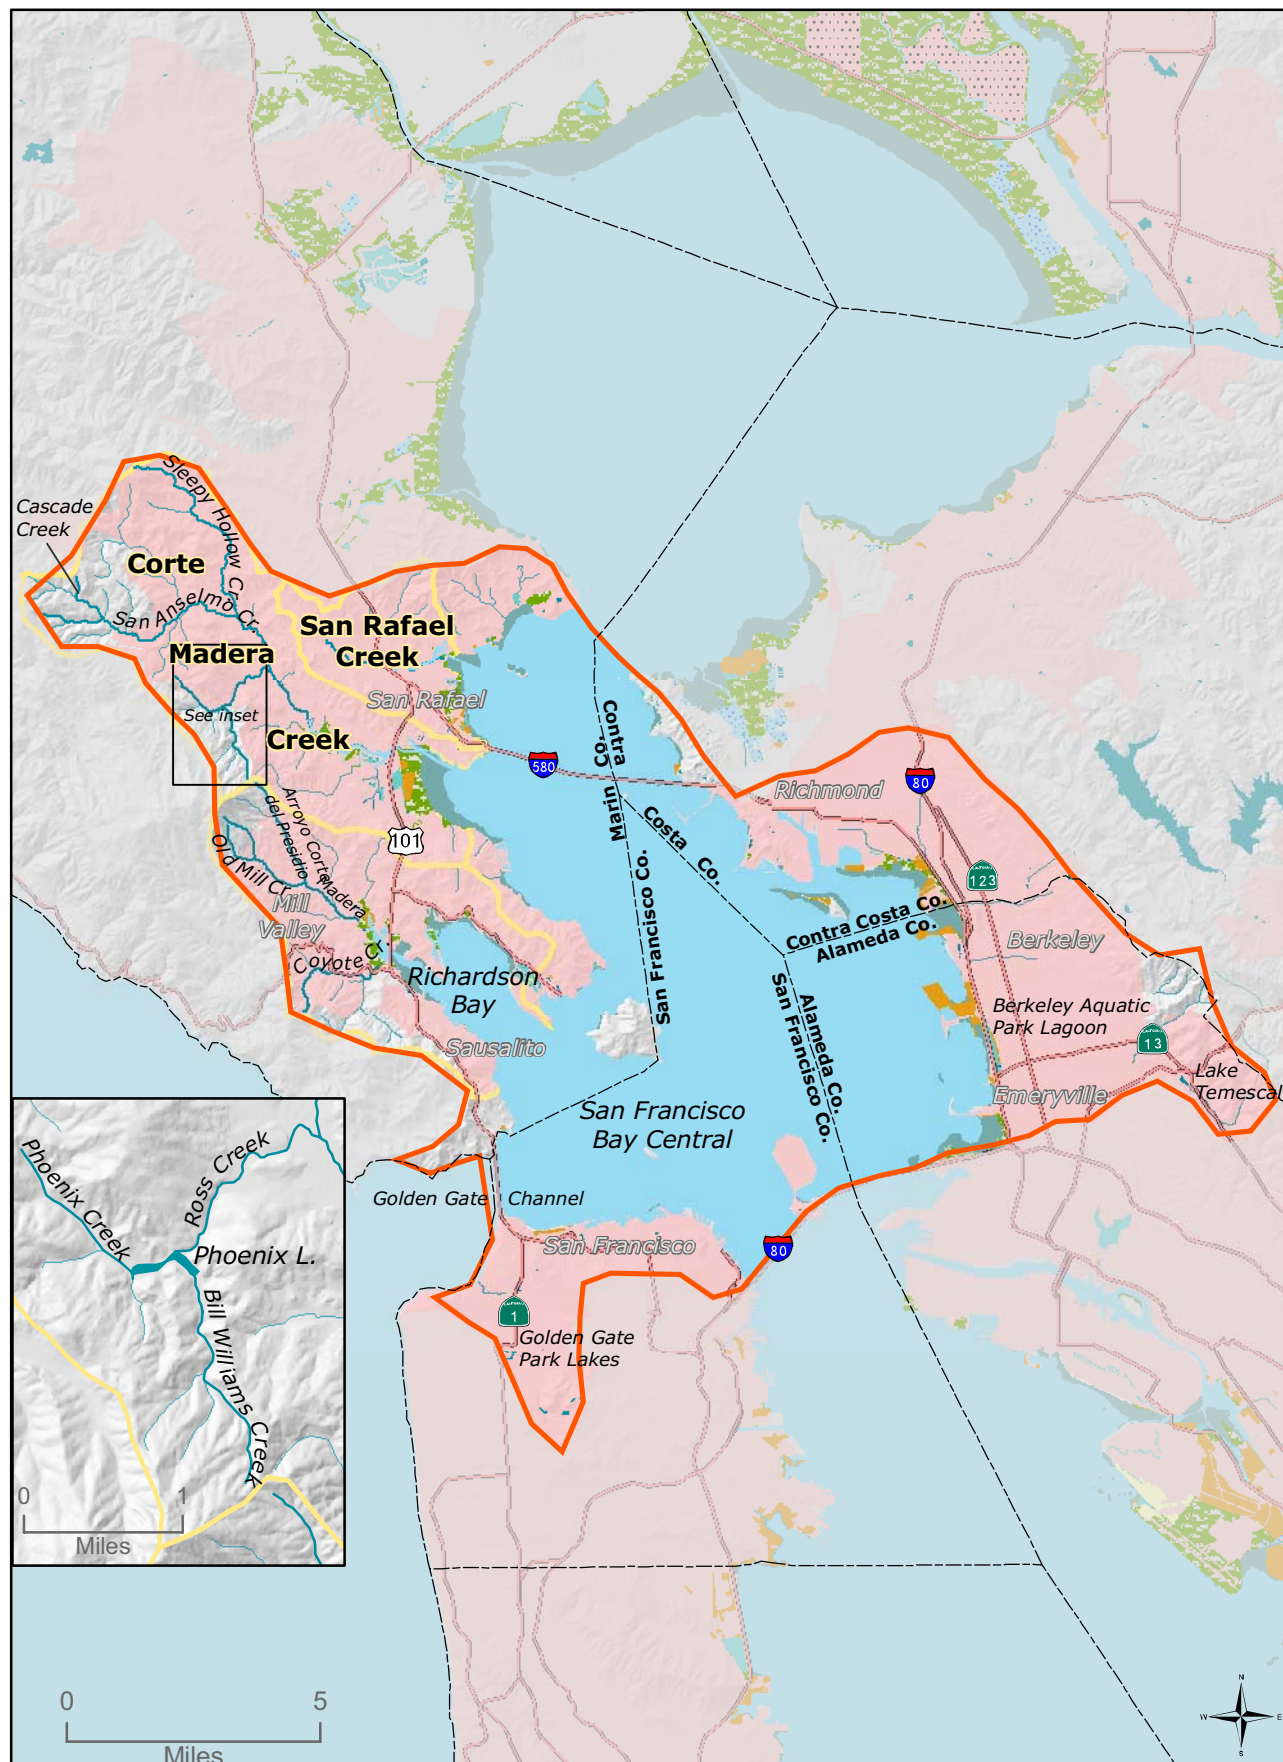 Cascade
Creek
Sleepy Hollow Cr.
Corte
San Anselmo Cr.
San Rafael
Creek
Madera
San Rafael
See inset
Creek
Contra
Co.
Marin
580
Costa Co.
Richmond
80
Arroyo Corte Madera
del Presidio
101
Old Mill Cr.
123
Mill
Valley
San Francisco Co.
Contra Costa Co.
Alameda Co.
Berkeley
Coyote Cr.
Richardson
Bay
Alameda Co.
San Francisco Co.
Berkeley Aquatic
Park Lagoon
Sausalito
13
Lake
Temescal
Emeryville
San Francisco
Bay Central
Golden Gate Channel
San Francisco
80
1
Golden Gate
Park Lakes
Phoenix Creek
Ross Creek
Phoenix L.
Bill Williams Creek
0 1
Miles
0 5
Miles
N
W E
S